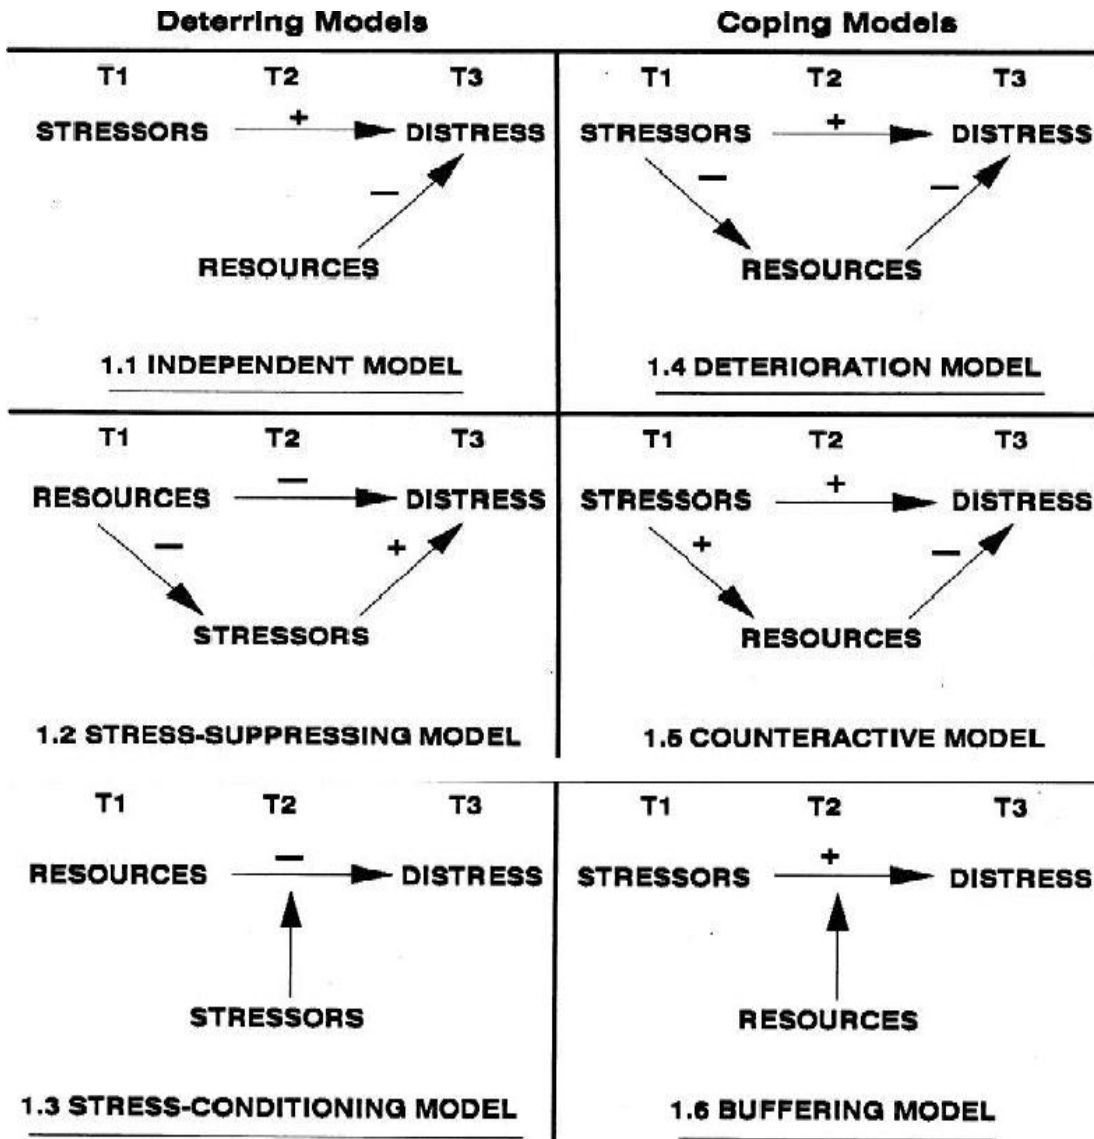 Deterring Models
Coping Models
T1 T2 T3
+
STRESSORS DISTRESS
—
RESOURCES
1.1 INDEPENDENT MODEL
T1 T2 T3
+
STRESSORS DISTRESS
— —
RESOURCES
1.4 DETERIORATION MODEL
T1 T2 T3
—
RESOURCES DISTRESS
— +
STRESSORS
1.2 STRESS-SUPPRESSING MODEL
T1 T2 T3
+
STRESSORS DISTRESS
+ —
RESOURCES
1.5 COUNTERACTIVE MODEL
T1 T2 T3
—
RESOURCES DISTRESS
STRESSORS
1.3 STRESS-CONDITIONING MODEL
T1 T2 T3
+
STRESSORS DISTRESS
RESOURCES
1.6 BUFFERING MODEL